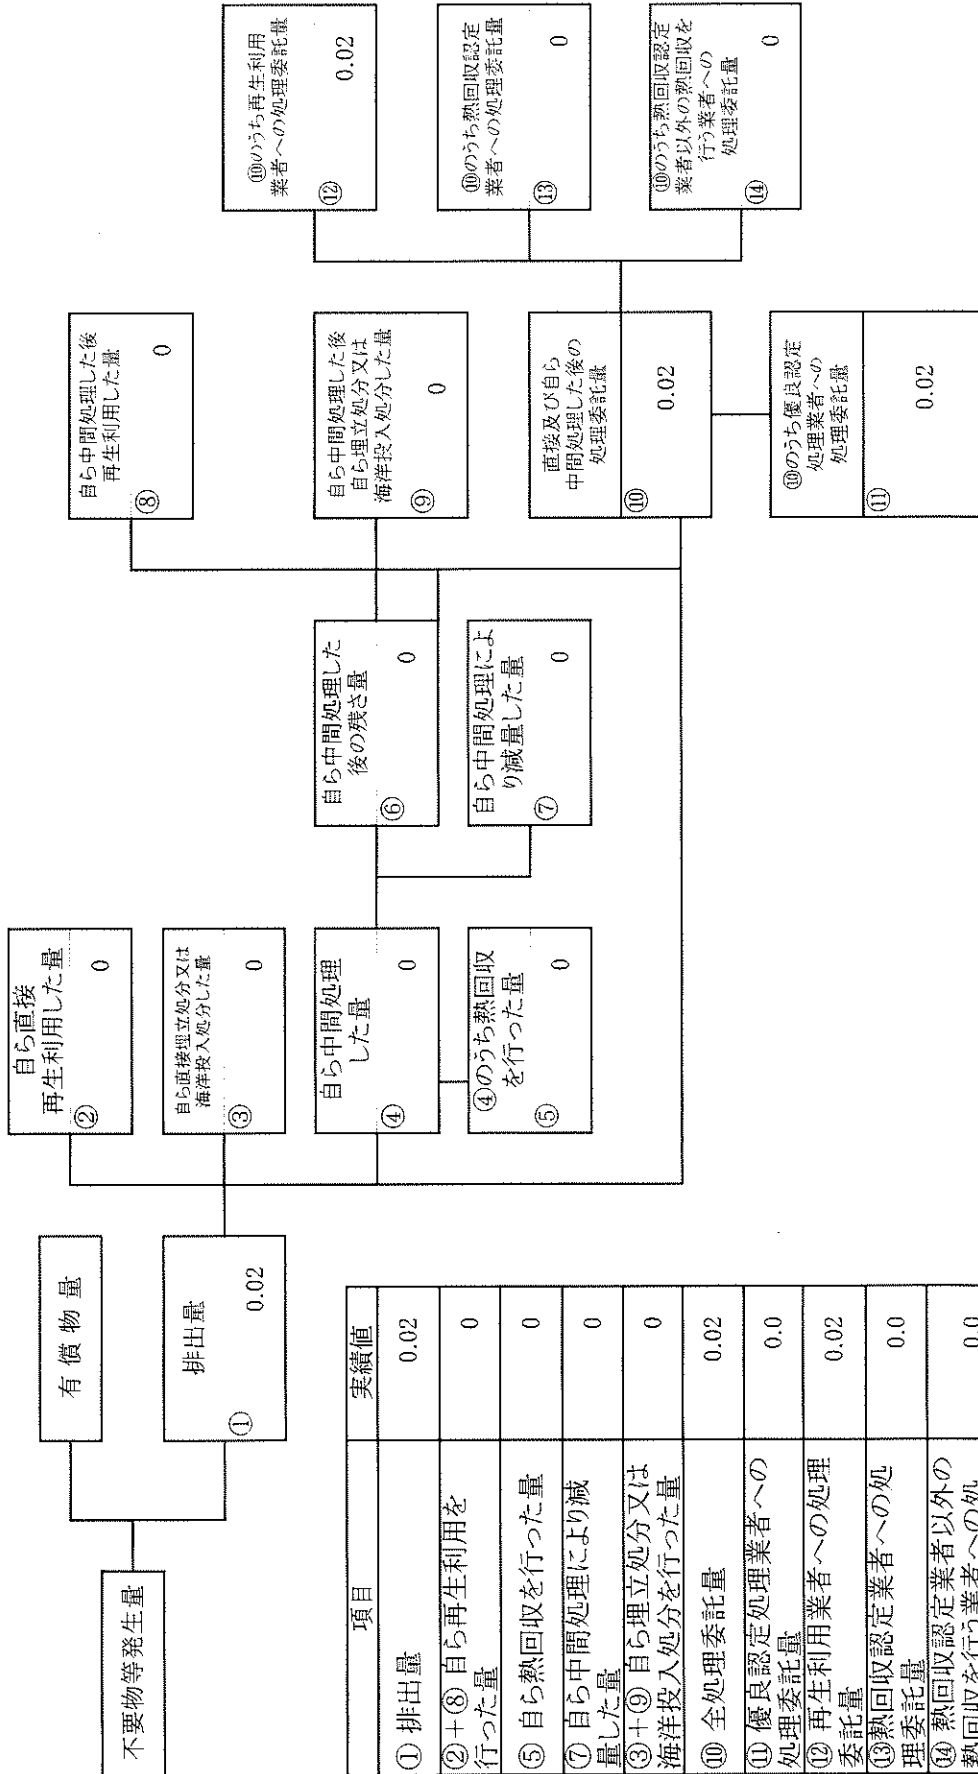 不要物等発生量
有 償 物 量
排出量
①
0.02
自ら直接
再生利用した量
②
0
自ら直接埋立処分又は
海洋投入処分した量
③
0
自ら中間処理
した量
④
0
④のうち熱回収
を行った量
⑤
0
自ら中間処理した
後の残さ量
⑥
0
自ら中間処理によ
り減量した量
⑦
0
自ら中間処理した後
再生利用した量
⑧
0
自ら中間処理した後
自ら埋立処分又は
海洋投入処分した量
⑨
0
直接及び自ら
中間処理した後の
処理委託量
⑩
0.02
⑩のうち優良認定
処理業者への
処理委託量
⑪
0.02
⑩のうち再生利用
業者への処理委託量
⑫
0.02
⑩のうち熱回収認定
業者への処理委託量
⑬
0
⑩のうち熱回収認定
業者以外の熱回収を
行う業者への
処理委託量
⑭
0
項目 実績値
① 排出量 0.02
②+⑧ 自ら再生利用を
行った量 0
⑤ 自ら熱回収を行った量 0
⑦ 自ら中間処理により減
量した量 0
③+⑨ 自ら埋立処分又は
海洋投入処分を行った量 0
⑩ 全処理委託量 0.02
⑪ 優良認定処理業者への
処理委託量 0.0
⑫ 再生利用業者への処理
委託量 0.02
⑬熱回収認定業者への処
理委託量 0.0
⑭ 熱回収認定業者以外の
熱回収を行う業者への処 0.0